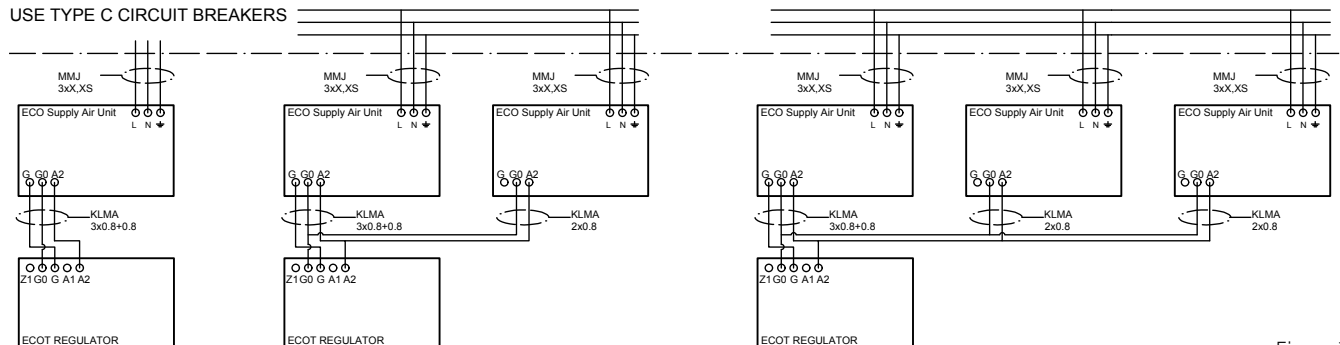 USE TYPE C CIRCUIT BREAKERS
MMJ
3xX,XS
MMJ
3xX,XS
MMJ
3xX,XS
MMJ
3xX,XS
MMJ
3xX,XS
MMJ
3xX,XS
ECO Supply Air Unit
L N
ECO Supply Air Unit
L N
ECO Supply Air Unit
L N
ECO Supply Air Unit
L N
ECO Supply Air Unit
L N
ECO Supply Air Unit
L N
G G0 A2
G G0 A2
G G0 A2
G G0 A2
G G0 A2
G G0 A2
KLMA
3x0.8+0.8
KLMA
3x0.8+0.8
KLMA
2x0.8
KLMA
3x0.8+0.8
KLMA
2x0.8
KLMA
2x0.8
Z1 G0 G A1 A2
Z1 G0 G A1 A2
Z1 G0 G A1 A2
ECOT REGULATOR
ECOT REGULATOR
ECOT REGULATOR